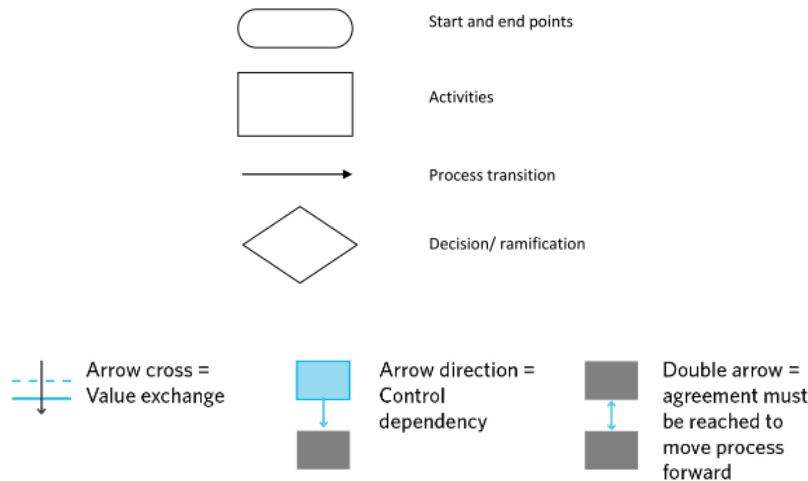 Start and end points
Activities
Process transition
Decision/ ramification
Arrow cross =
Value exchange
Arrow direction =
Control
dependency
Double arrow =
agreement must
be reached to
move process
forward